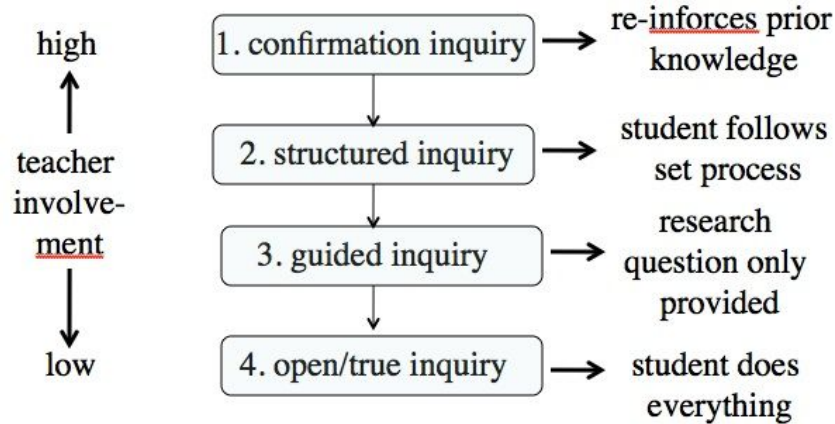 high
teacher
involve-
ment
low
1. confirmation inquiry
re-inforces prior
knowledge
2. structured inquiry
student follows
set process
3. guided inquiry
research
question only
provided
4. open/true inquiry
student does
everything